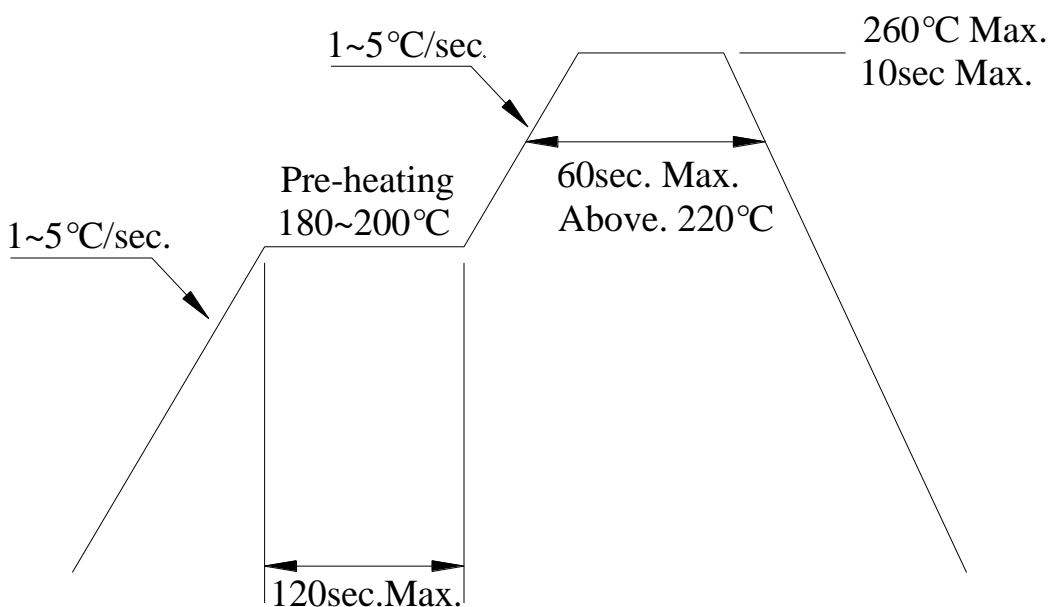 1~5°C/sec.
260°C Max.
10sec Max.
Pre-heating
180~200°C
60sec. Max.
Above. 220°C
1~5°C/sec.
120sec.Max.